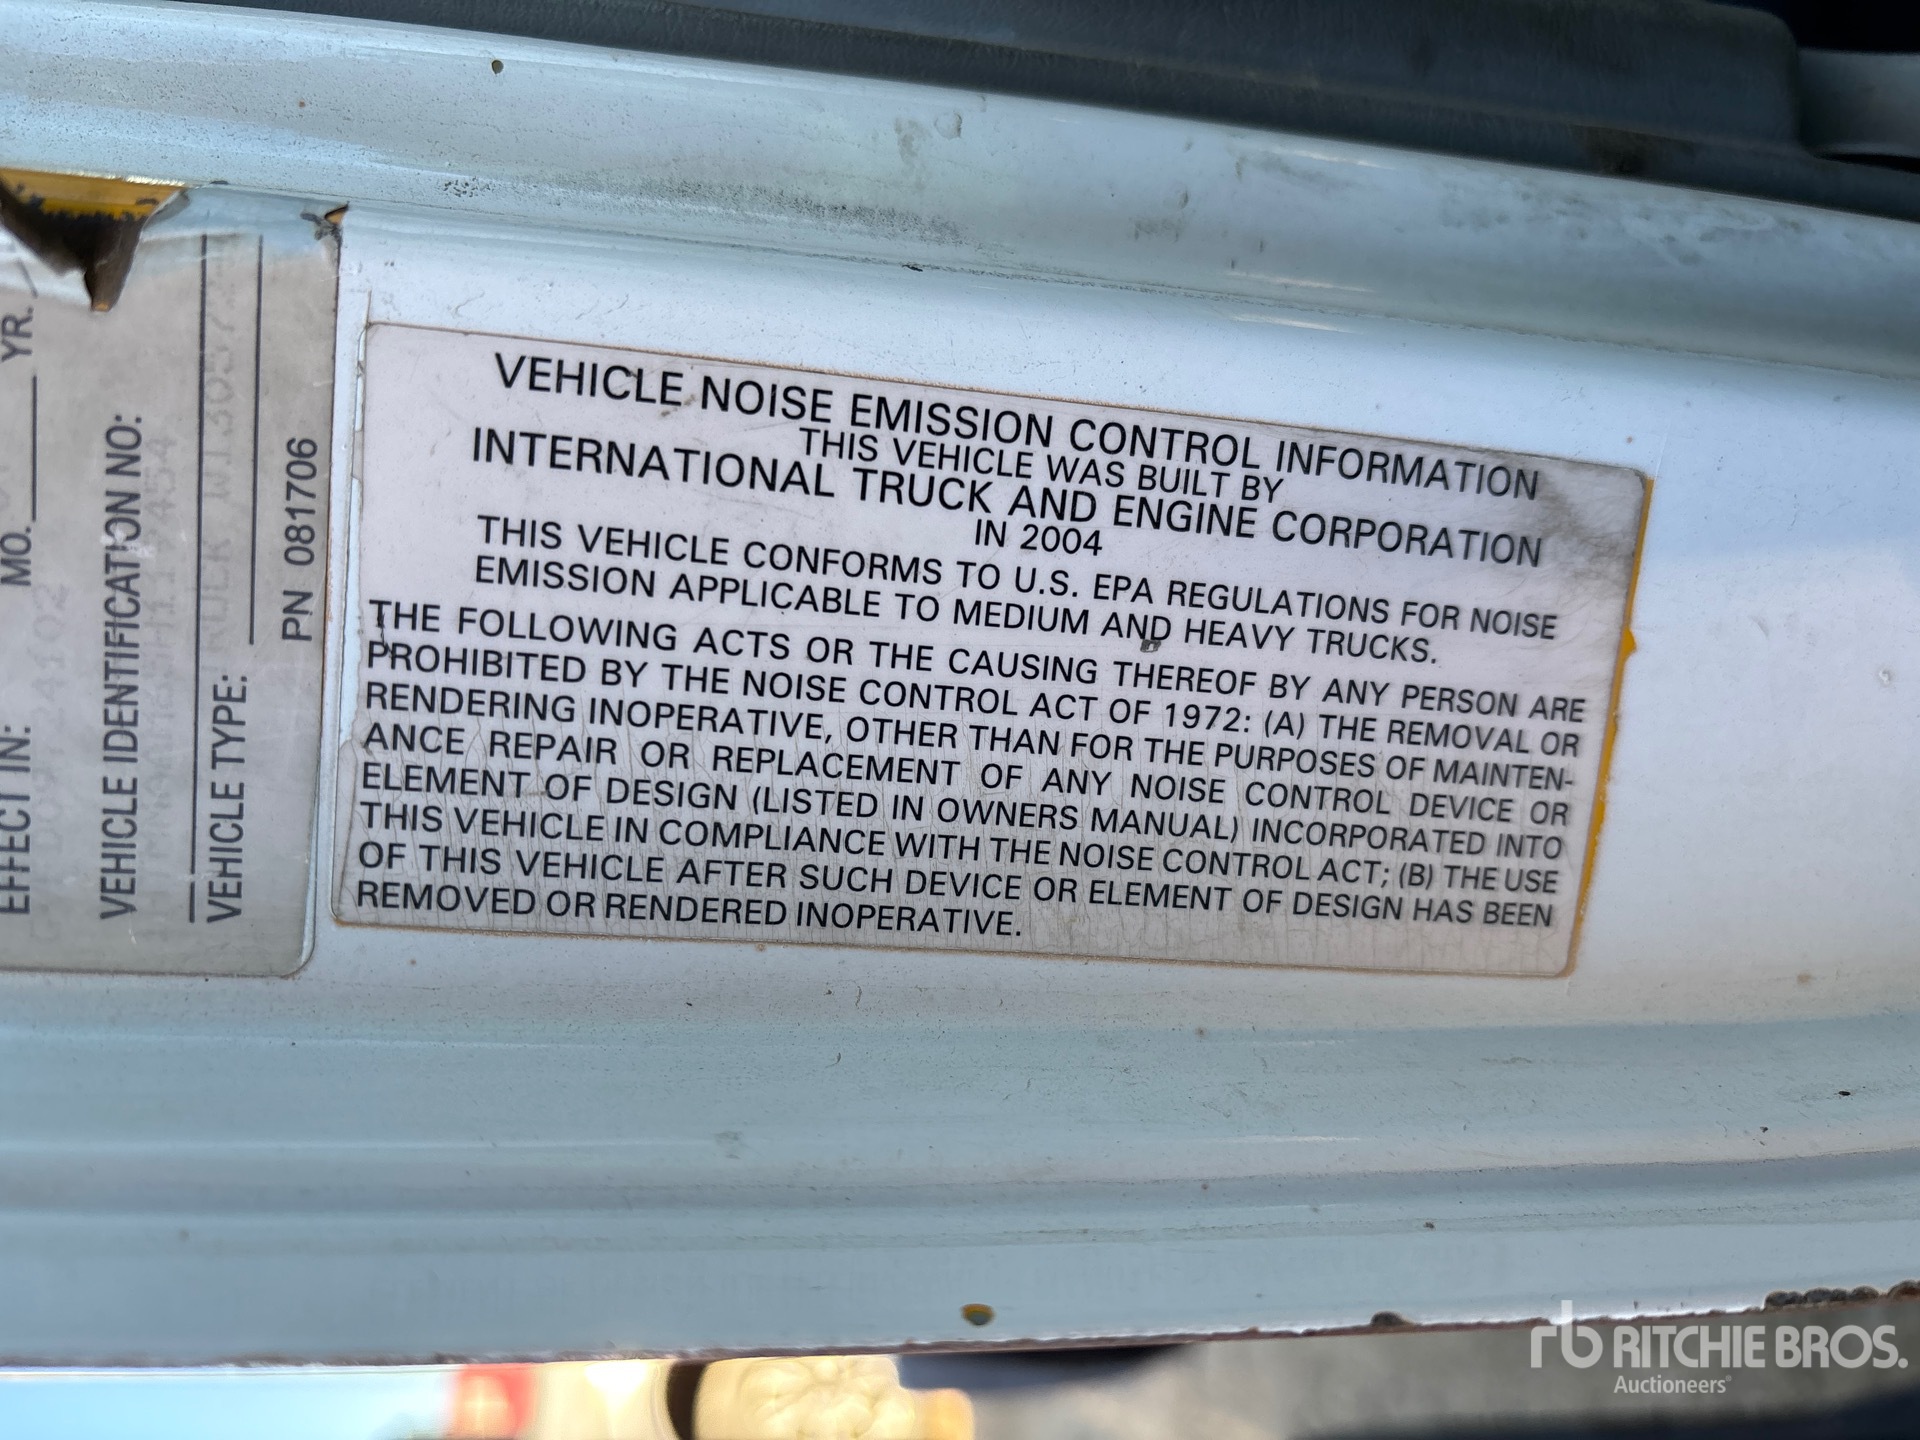 EFFECT IN: MO. YR.
VEHICLE IDENTIFICATION NO:
VEHICLE TYPE:
PN 081706
VEHICLE NOISE EMISSION CONTROL INFORMATION
THIS VEHICLE WAS BUILT BY
INTERNATIONAL TRUCK AND ENGINE CORPORATION
IN 2004
THIS VEHICLE CONFORMS TO U.S. EPA REGULATIONS FOR NOISE
EMISSION APPLICABLE TO MEDIUM AND HEAVY TRUCKS.
THE FOLLOWING ACTS OR THE CAUSING THEREOF BY ANY PERSON ARE
PROHIBITED BY THE NOISE CONTROL ACT OF 1972: (A) THE REMOVAL OR
RENDERING INOPERATIVE, OTHER THAN FOR THE PURPOSES OF MAINTEN-
ANCE REPAIR OR REPLACEMENT OF ANY NOISE CONTROL DEVICE OR
ELEMENT OF DESIGN (LISTED IN OWNERS MANUAL) INCORPORATED INTO
THIS VEHICLE IN COMPLIANCE WITH THE NOISE CONTROL ACT; (B) THE USE
OF THIS VEHICLE AFTER SUCH DEVICE OR ELEMENT OF DESIGN HAS BEEN
REMOVED OR RENDERED INOPERATIVE.
rb RITCHIE BROS.
Auctioneers